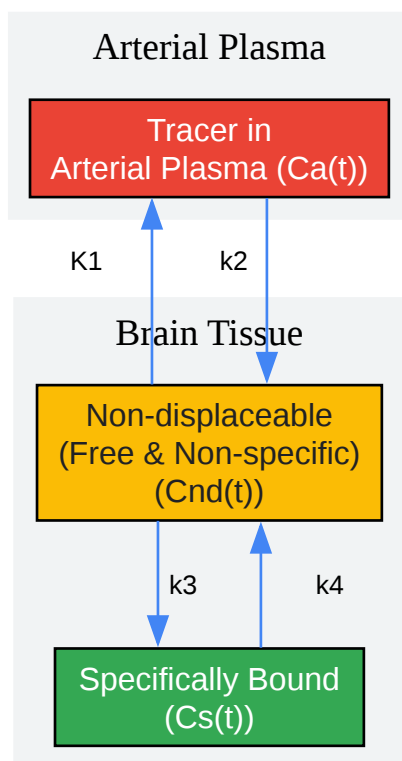 Arterial Plasma
Tracer in
Arterial Plasma (Ca(t))
K1
k2
Brain Tissue
Non-displaceable
(Free & Non-specific)
(Cnd(t))
k3
k4
Specifically Bound
(Cs(t))